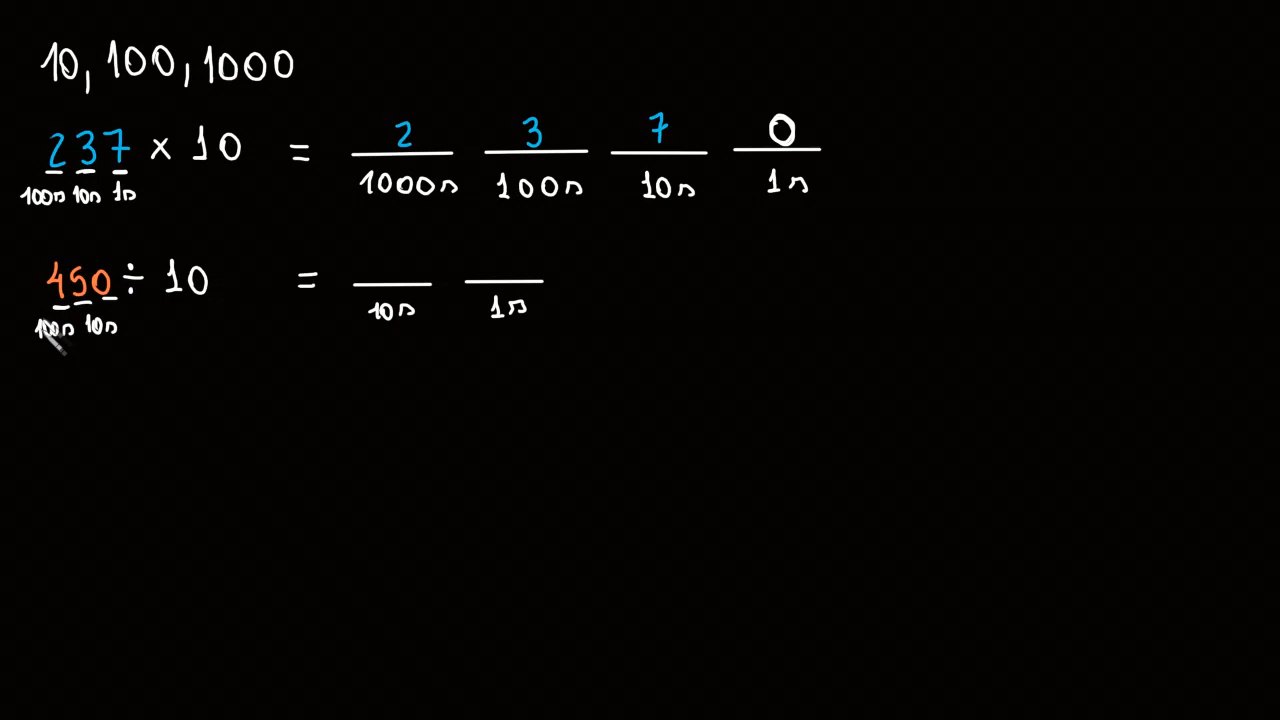 10, 100, 1000
237 × 10 = 2 3 7 0
100s 10s 1s 1000s 100s 10s 1s
450 ÷ 10 =
100s 10s 10s 1s